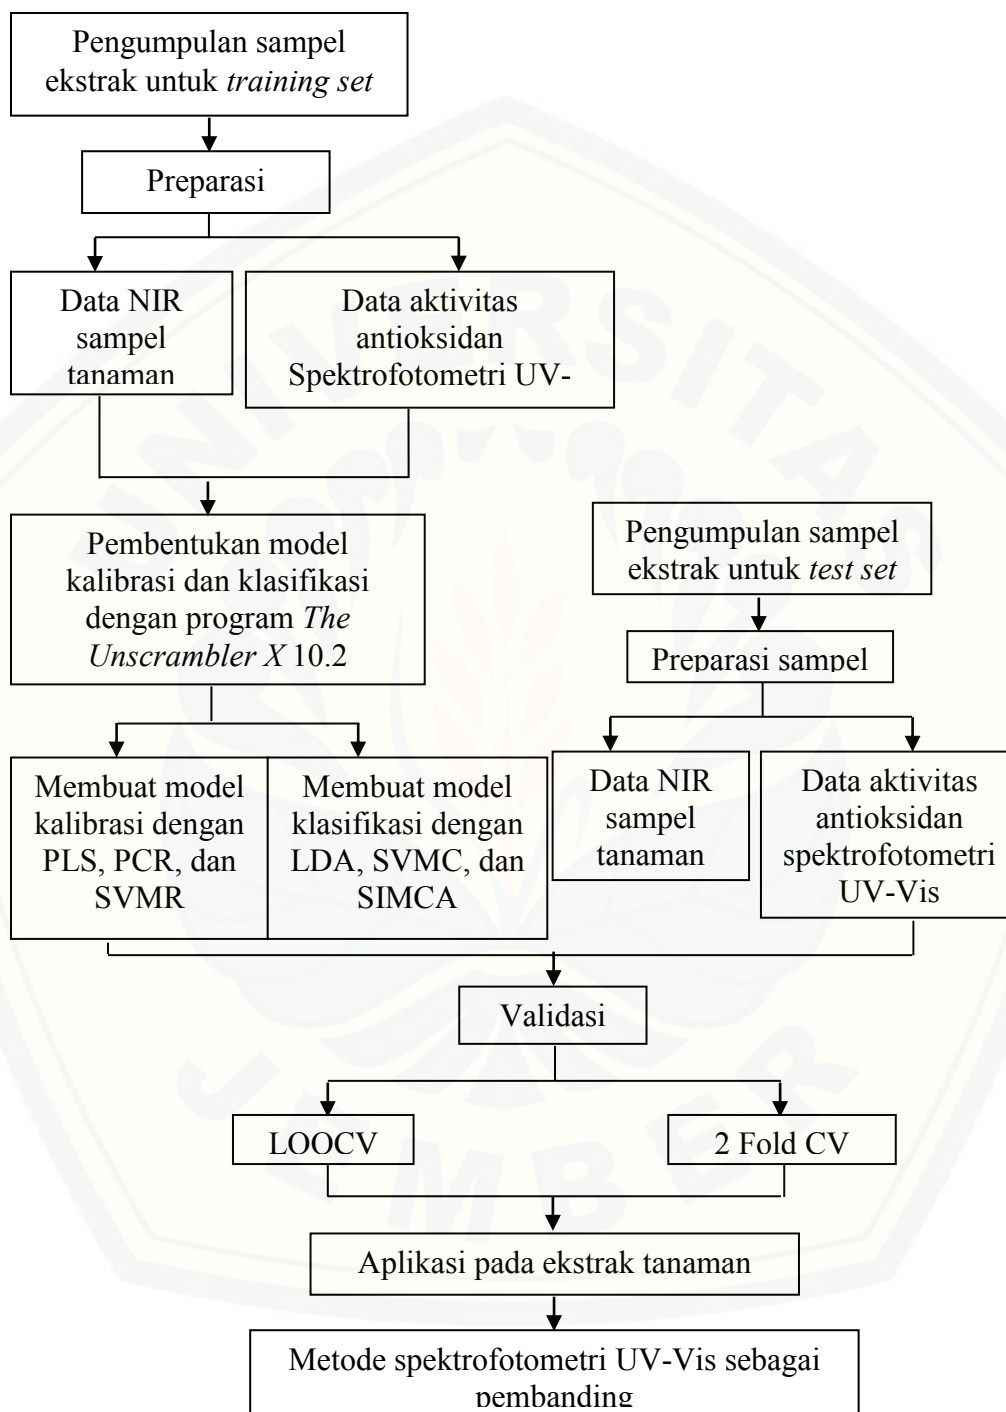 Pengumpulan sampel
ekstrak untuk training set
Preparasi
Data NIR
sampel
tanaman
Data aktivitas
antioksidan
Spektrofotometri UV-
Pembentukan model
kalibrasi dan klasifikasi
dengan program The
Unscrambler X 10.2
Pengumpulan sampel
ekstrak untuk test set
Preparasi sampel
Membuat model
kalibrasi dengan
PLS, PCR, dan
SVMR
Membuat model
klasifikasi dengan
LDA, SVMC, dan
SIMCA
Data NIR
sampel
tanaman
Data aktivitas
antioksidan
spektrofotometri
UV-Vis
Validasi
LOOCV
2 Fold CV
Aplikasi pada ekstrak tanaman
Metode spektrofotometri UV-Vis sebagai
pembanding
UNIVERSITAS
JEMBER